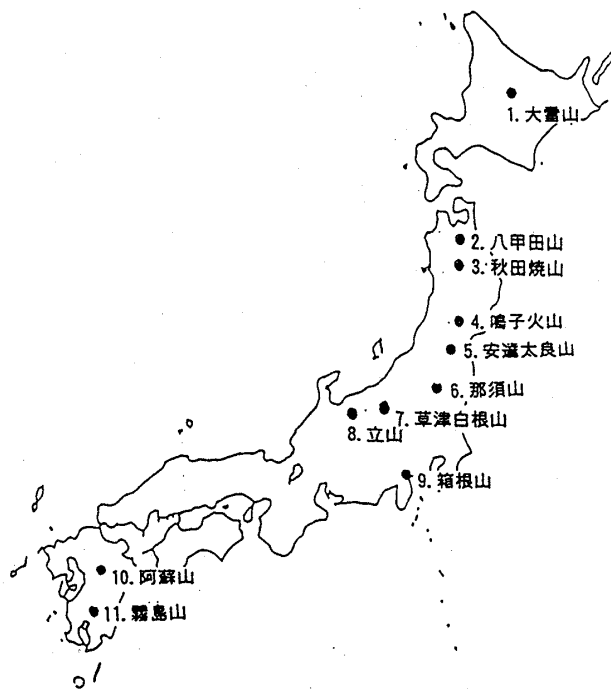 1. 大雪山
2. 八甲田山
3. 秋田焼山
4. 鳴子火山
5. 安達太良山
6. 那須山
7. 草津白根山
8. 立山
9. 箱根山
10. 阿蘇山
11. 霧島山